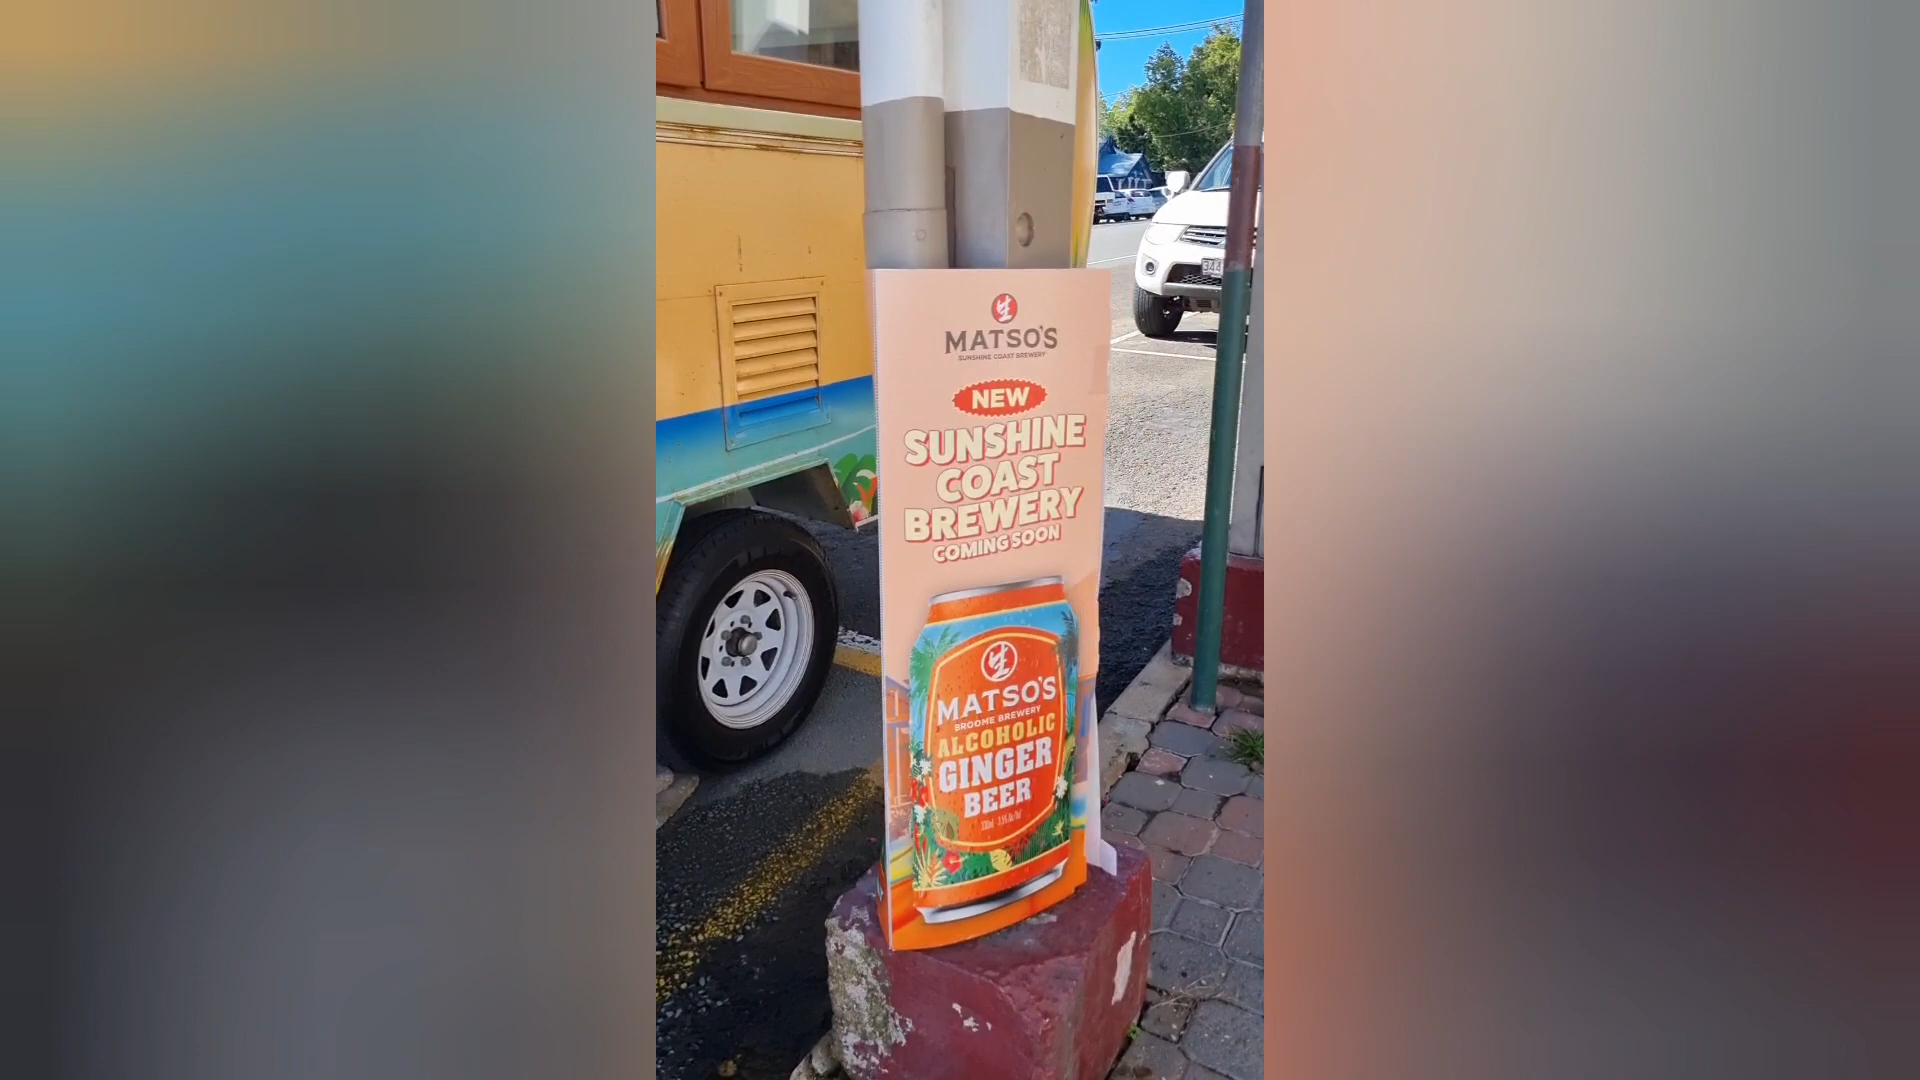 生
MATSO'S
SUNSHINE COAST BREWERY
NEW
SUNSHINE
COAST
BREWERY
COMING SOON
生
MATSO'S
BROOME BREWERY
ALCOHOLIC
GINGER
BEER